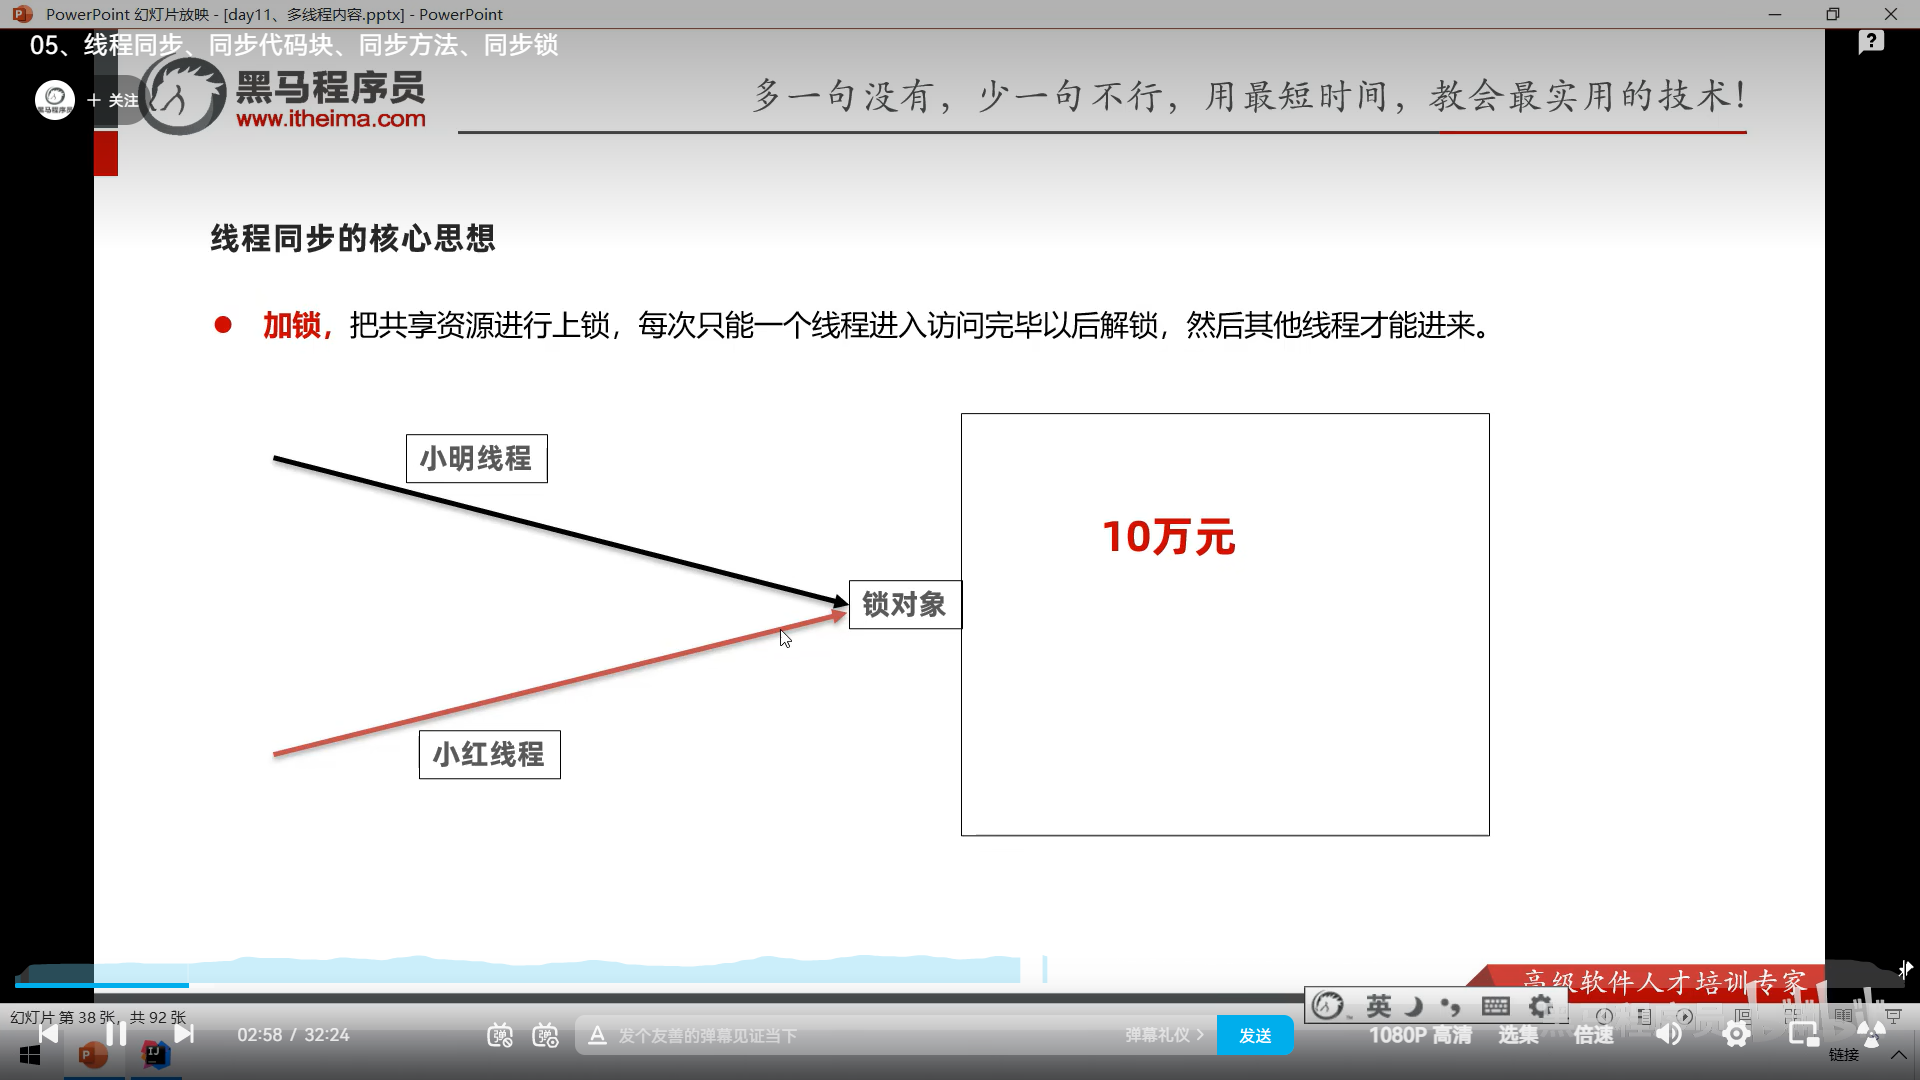 PowerPoint 幻灯片放映 - [day11、多线程内容.pptx] - PowerPoint
05、线程同步、同步代码块、同步方法、同步锁
+ 关注
黑马程序员
www.itheima.com
多一句没有，少一句不行，用最短时间，教会最实用的技术！
线程同步的核心思想
加锁，把共享资源进行上锁，每次只能一个线程进入访问完毕以后解锁，然后其他线程才能进来。
小明线程
10万元
锁对象
小红线程
高级软件人才培训专家
英
幻灯片 第 38 张，共 92 张
02:58 / 32:24
弹
弹
A 发个友善的弹幕见证当下
弹幕礼仪 >
发送
1080P 高清
选集
倍速
链接